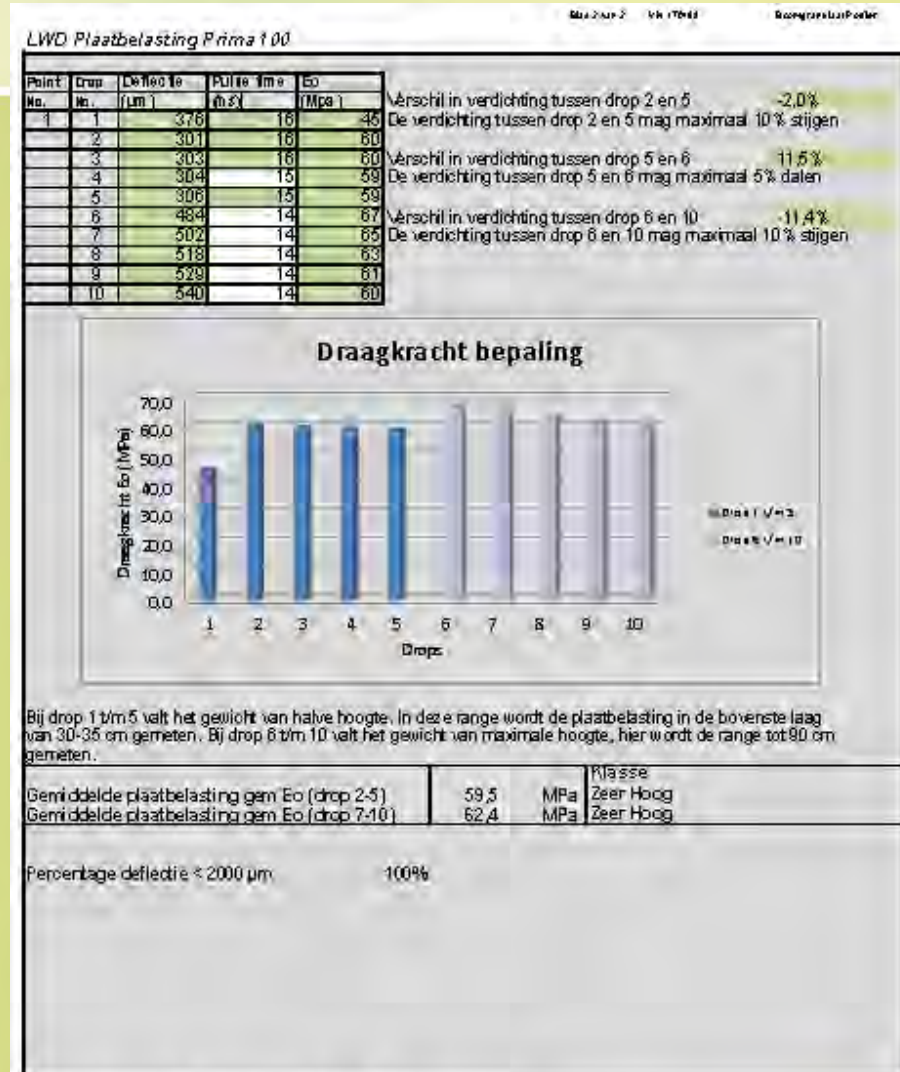 LWD Plaatbelasting Prima 100
Point Drop Deflectie Pulse time Eo
No. No. (µm) (ms) (Mpa)
1 1 376 16 45
2 301 16 60
3 303 16 60
4 304 15 59
5 306 15 59
6 484 14 67
7 502 14 65
8 518 14 63
9 529 14 61
10 540 14 60
Verschil in verdichting tussen drop 2 en 5 -2,0%
De verdichting tussen drop 2 en 5 mag maximaal 10% stijgen
Verschil in verdichting tussen drop 5 en 6 11,5%
De verdichting tussen drop 5 en 6 mag maximaal 5% dalen
Verschil in verdichting tussen drop 6 en 10 -11,4%
De verdichting tussen drop 6 en 10 mag maximaal 10% stijgen
Draagkracht bepaling
Draagkracht Eo (MPa)
70,0
60,0
50,0
40,0
30,0
20,0
10,0
0,0
1 2 3 4 5 6 7 8 9 10
Drops
Drop 1 t/m 5
Drop 6 t/m 10
Bij drop 1 t/m 5 valt het gewicht van halve hoogte. In deze range wordt de plaatbelasting in de bovenste laag
van 30-35 cm gemeten. Bij drop 6 t/m 10 valt het gewicht van maximale hoogte, hier wordt de range tot 90 cm
gemeten.
Klasse
Gemiddelde plaatbelasting gem Eo (drop 2-5) 59,5 MPa Zeer Hoog
Gemiddelde plaatbelasting gem Eo (drop 7-10) 62,4 MPa Zeer Hoog
Percentage deflectie < 2000 µm 100%